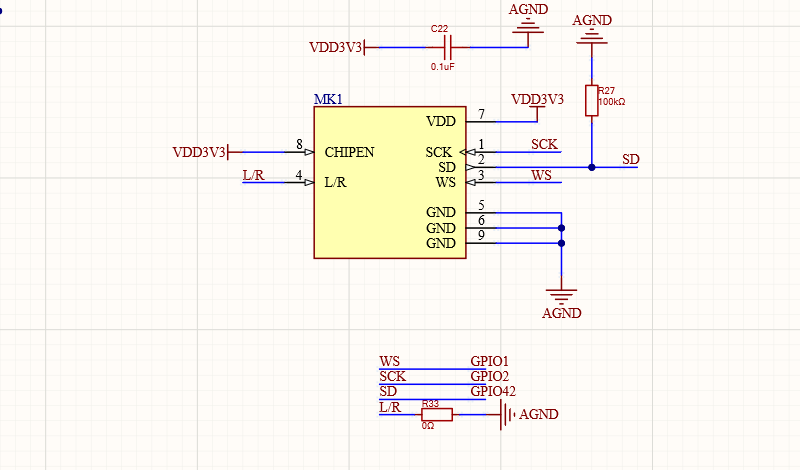 AGND
C22
VDD3V3
0.1uF
AGND
R27
100kΩ
MK1
VDD3V3
VDD 7
VDD3V3 8 CHIPEN
SCK 1 SCK
SD 2 SD
L/R 4 L/R
WS 3 WS
GND 5
GND 6
GND 9
AGND
WS GPIO1
SCK GPIO2
SD GPIO42
L/R R33 AGND
0Ω